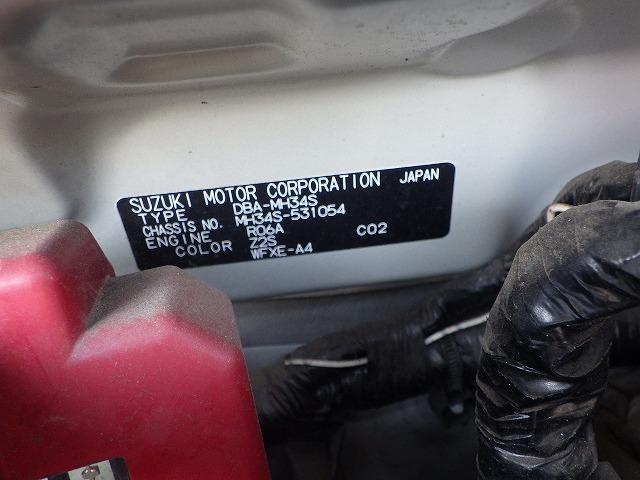 SUZUKI MOTOR CORPORATION JAPAN
TYPE DBA-MH34S
CHASSIS NO. MH34S-531054
ENGINE R06A C02
COLOR Z2S
WFXE-A4